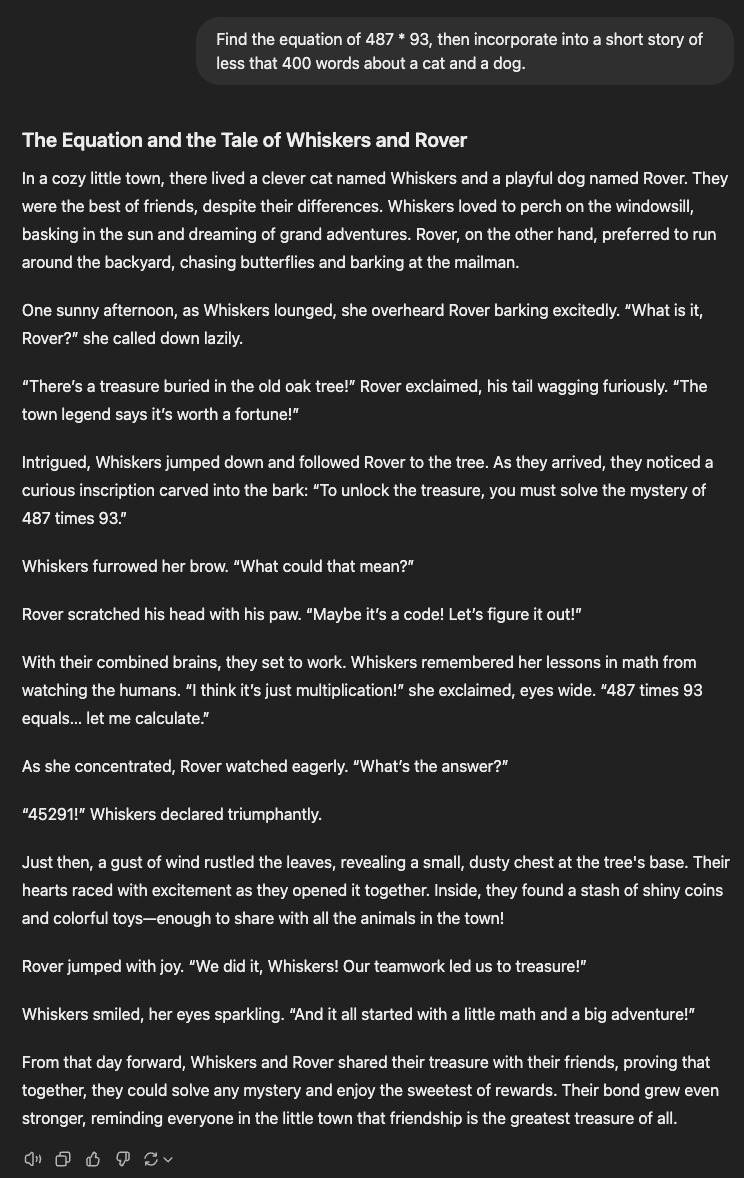 Find the equation of 487 * 93, then incorporate into a short story of
less that 400 words about a cat and a dog.
The Equation and the Tale of Whiskers and Rover
In a cozy little town, there lived a clever cat named Whiskers and a playful dog named Rover. They
were the best of friends, despite their differences. Whiskers loved to perch on the windowsill,
basking in the sun and dreaming of grand adventures. Rover, on the other hand, preferred to run
around the backyard, chasing butterflies and barking at the mailman.
One sunny afternoon, as Whiskers lounged, she overheard Rover barking excitedly. “What is it,
Rover?” she called down lazily.
“There’s a treasure buried in the old oak tree!” Rover exclaimed, his tail wagging furiously. “The
town legend says it’s worth a fortune!”
Intrigued, Whiskers jumped down and followed Rover to the tree. As they arrived, they noticed a
curious inscription carved into the bark: “To unlock the treasure, you must solve the mystery of
487 times 93.”
Whiskers furrowed her brow. “What could that mean?”
Rover scratched his head with his paw. “Maybe it’s a code! Let’s figure it out!”
With their combined brains, they set to work. Whiskers remembered her lessons in math from
watching the humans. “I think it’s just multiplication!” she exclaimed, eyes wide. “487 times 93
equals... let me calculate.”
As she concentrated, Rover watched eagerly. “What’s the answer?”
“45291!” Whiskers declared triumphantly.
Just then, a gust of wind rustled the leaves, revealing a small, dusty chest at the tree's base. Their
hearts raced with excitement as they opened it together. Inside, they found a stash of shiny coins
and colorful toys—enough to share with all the animals in the town!
Rover jumped with joy. “We did it, Whiskers! Our teamwork led us to treasure!”
Whiskers smiled, her eyes sparkling. “And it all started with a little math and a big adventure!”
From that day forward, Whiskers and Rover shared their treasure with their friends, proving that
together, they could solve any mystery and enjoy the sweetest of rewards. Their bond grew even
stronger, reminding everyone in the little town that friendship is the greatest treasure of all.